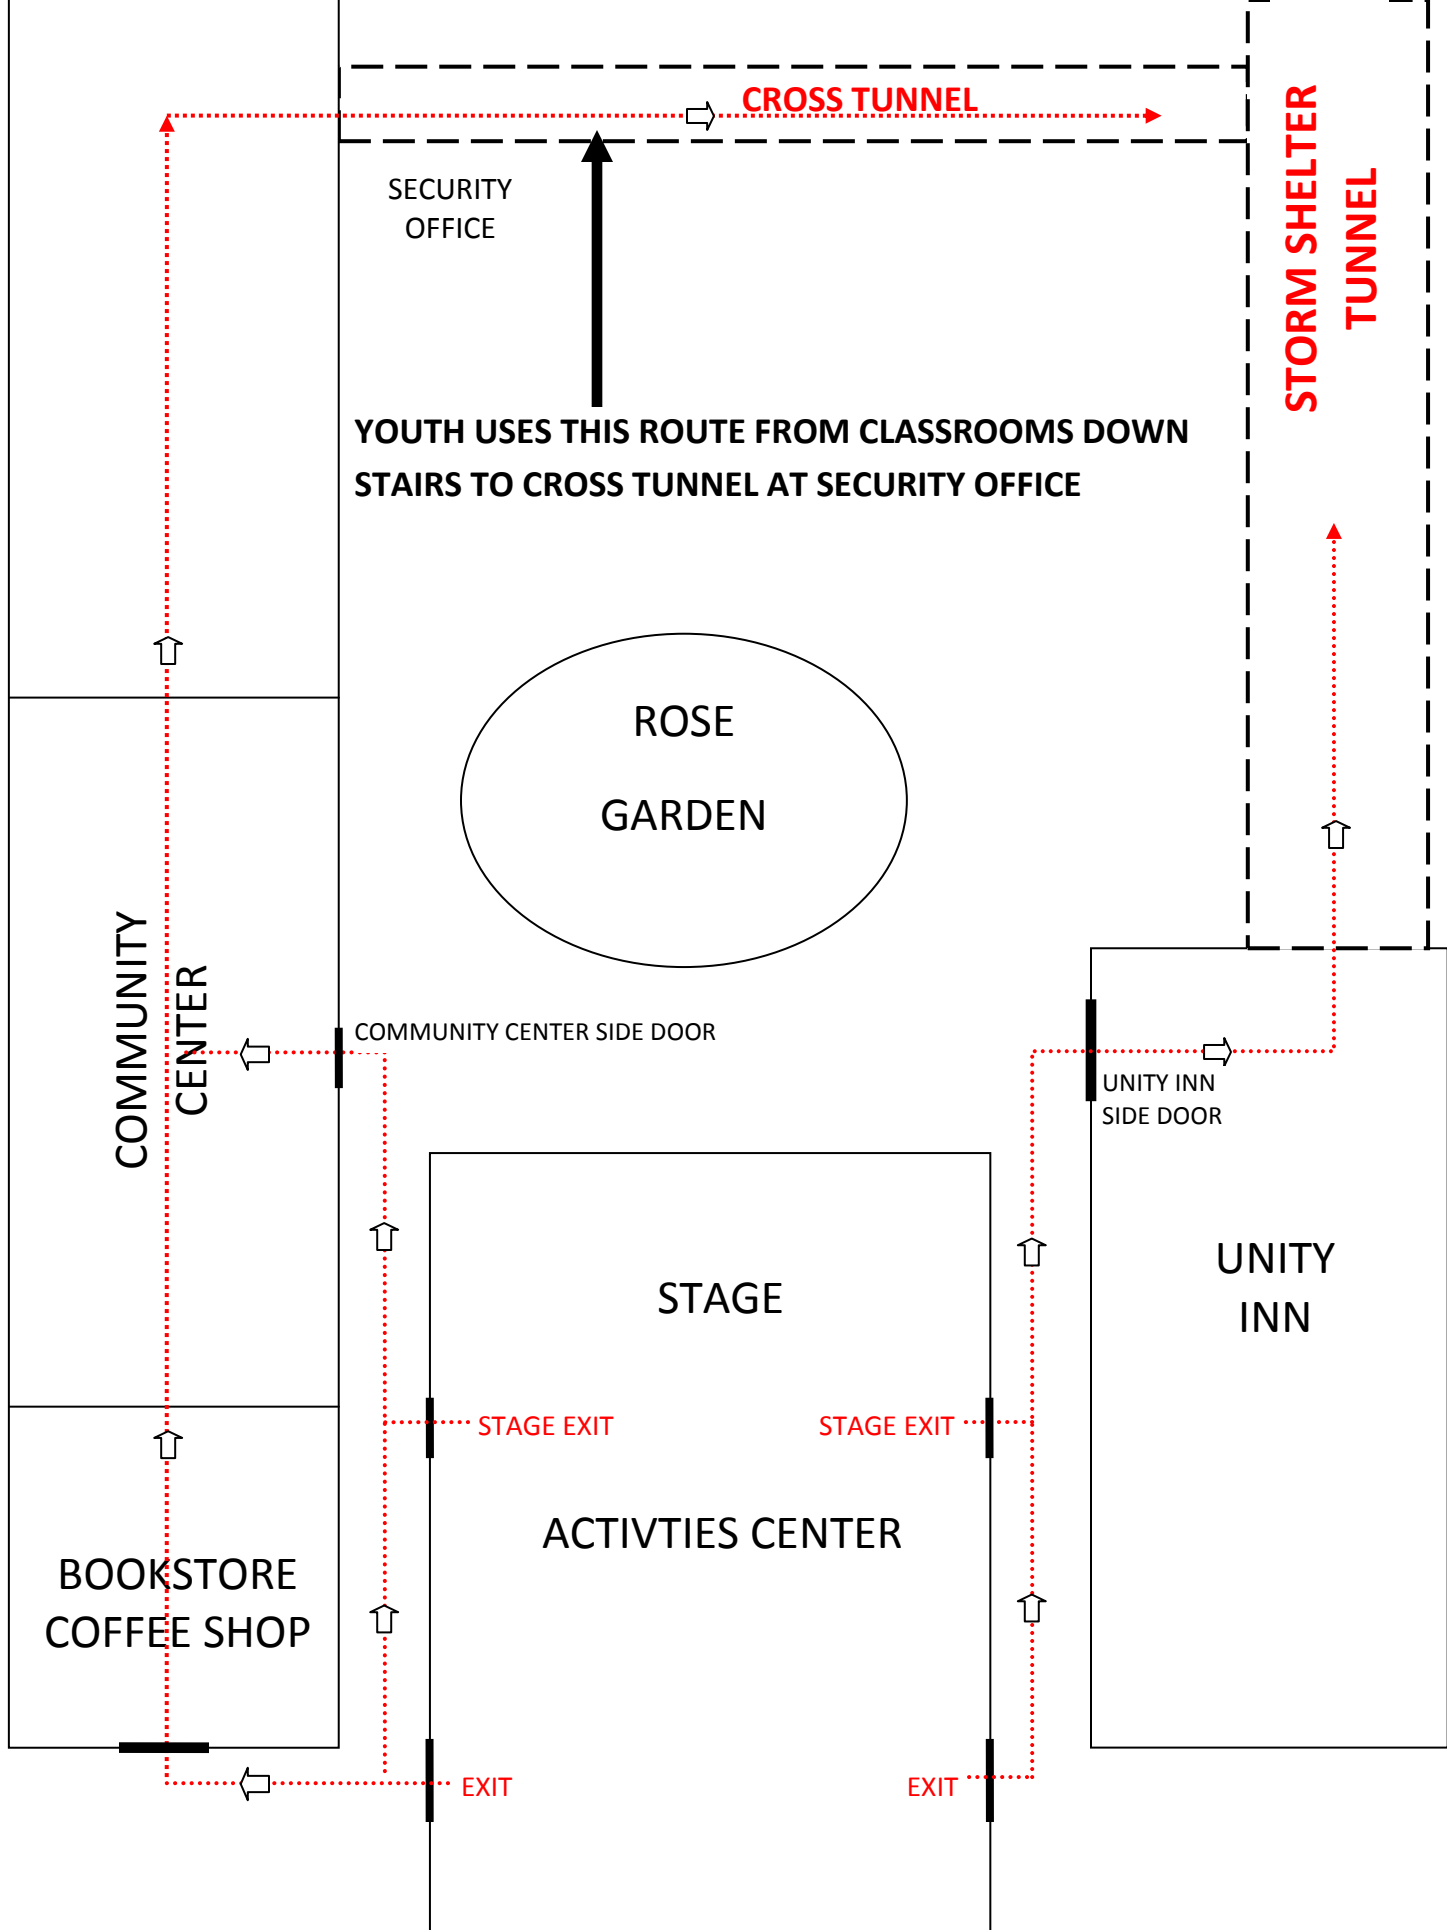 CROSS TUNNEL
STORM SHELTER
TUNNEL
SECURITY
OFFICE
YOUTH USES THIS ROUTE FROM CLASSROOMS DOWN
STAIRS TO CROSS TUNNEL AT SECURITY OFFICE
ROSE
GARDEN
COMMUNITY
CENTER
COMMUNITY CENTER SIDE DOOR
UNITY INN
SIDE DOOR
STAGE
UNITY
INN
STAGE EXIT
STAGE EXIT
ACTIVTIES CENTER
BOOKSTORE
COFFEE SHOP
EXIT
EXIT